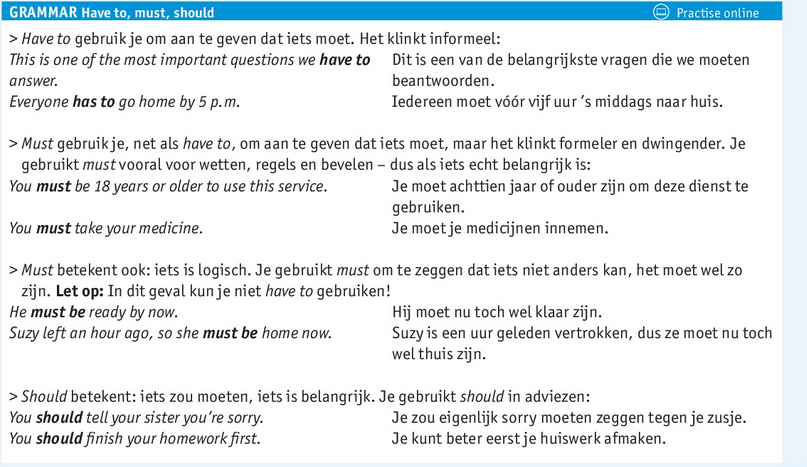 GRAMMAR Have to, must, should Practise online
> Have to gebruik je om aan te geven dat iets moet. Het klinkt informeel:
This is one of the most important questions we have to Dit is een van de belangrijkste vragen die we moeten
answer. beantwoorden.
Everyone has to go home by 5 p.m. Iedereen moet vóór vijf uur ’s middags naar huis.
> Must gebruik je, net als have to, om aan te geven dat iets moet, maar het klinkt formeler en dwingender. Je
gebruikt must vooral voor wetten, regels en bevelen – dus als iets echt belangrijk is:
You must be 18 years or older to use this service. Je moet achttien jaar of ouder zijn om deze dienst te
gebruiken.
You must take your medicine. Je moet je medicijnen innemen.
> Must betekent ook: iets is logisch. Je gebruikt must om te zeggen dat iets niet anders kan, het moet wel zo
zijn. Let op: In dit geval kun je niet have to gebruiken!
He must be ready by now. Hij moet nu toch wel klaar zijn.
Suzy left an hour ago, so she must be home now. Suzy is een uur geleden vertrokken, dus ze moet nu toch
wel thuis zijn.
> Should betekent: iets zou moeten, iets is belangrijk. Je gebruikt should in adviezen:
You should tell your sister you’re sorry. Je zou eigenlijk sorry moeten zeggen tegen je zusje.
You should finish your homework first. Je kunt beter eerst je huiswerk afmaken.